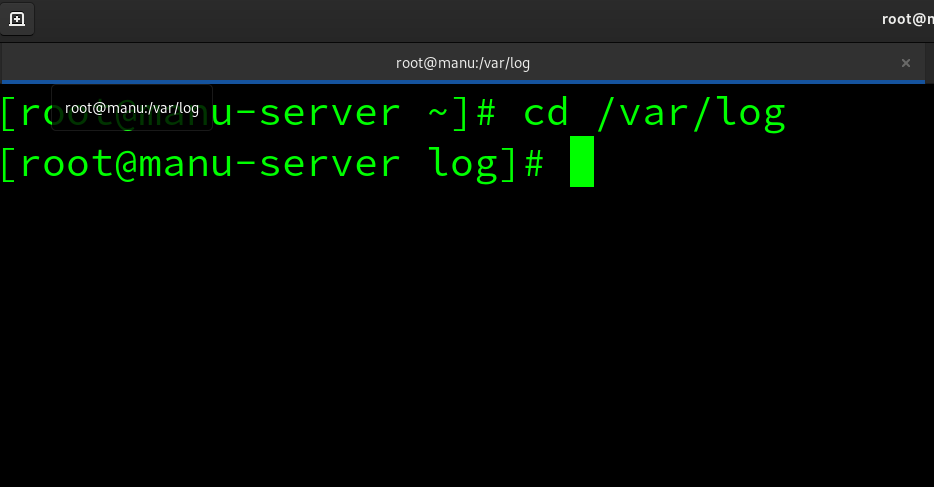 root@
root@manu:/var/log
root@manu:/var/log
[root@manu-server ~]# cd /var/log
[root@manu-server log]#